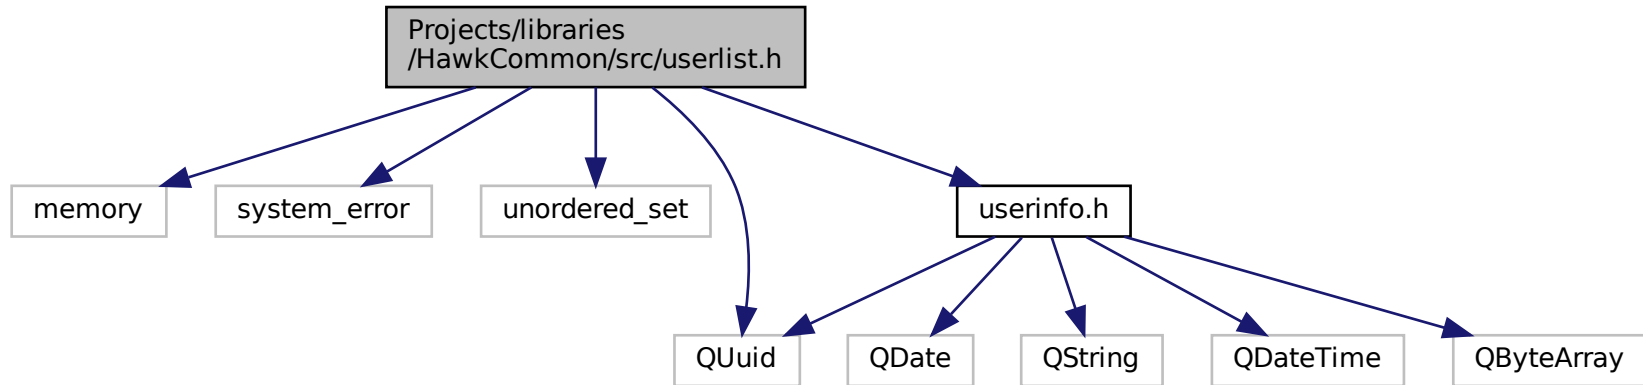 Projects/libraries
/HawkCommon/src/userlist.h
memory
system_error
unordered_set
userinfo.h
QUuid
QDate
QString
QDateTime
QByteArray